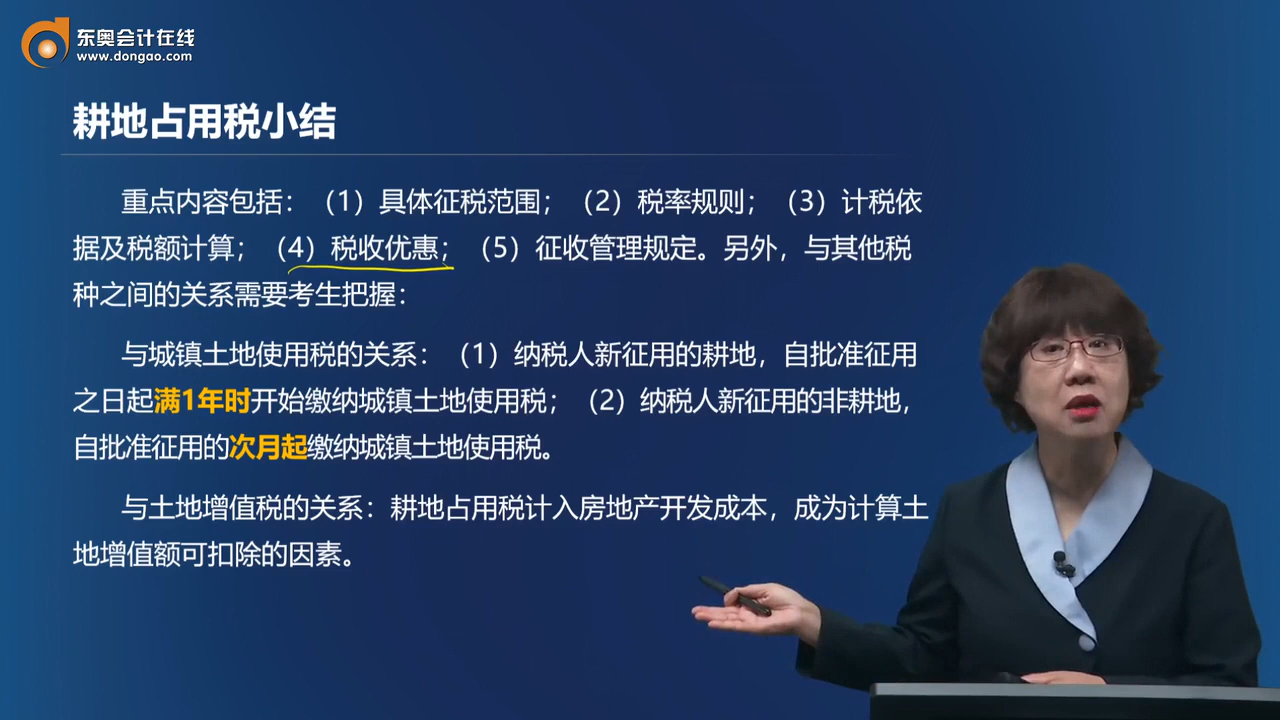 东奥会计在线
www.dongao.com
耕地占用税小结
重点内容包括：（1）具体征税范围；（2）税率规则；（3）计税依
据及税额计算；（4）税收优惠；（5）征收管理规定。另外，与其他税
种之间的关系需要考生把握：
与城镇土地使用税的关系：（1）纳税人新征用的耕地，自批准征用
之日起满1年时开始缴纳城镇土地使用税；（2）纳税人新征用的非耕地，
自批准征用的次月起缴纳城镇土地使用税。
与土地增值税的关系：耕地占用税计入房地产开发成本，成为计算土
地增值额可扣除的因素。